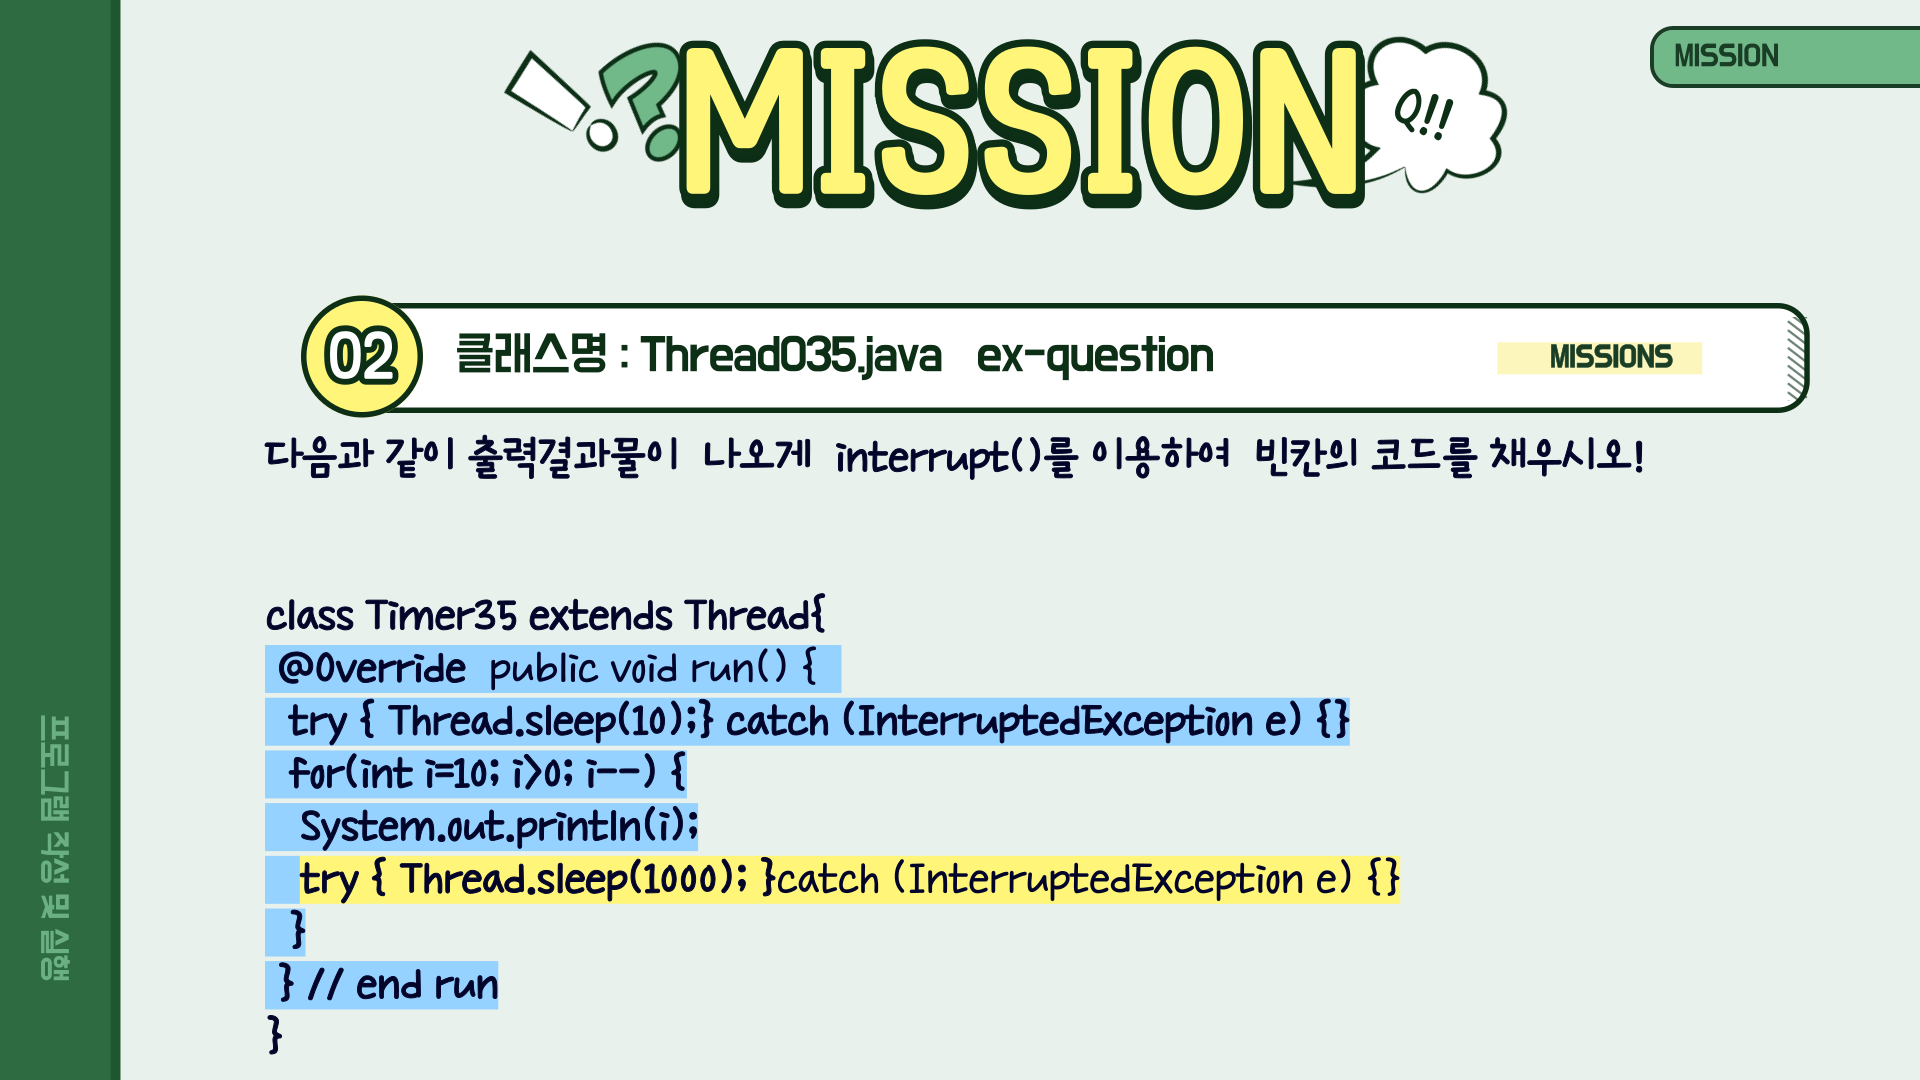 MISSION
MISSION
Q!!
02
클래스명 : Thread035.java   ex-question
MISSIONS
다음과 같이 출력결과물이  나오게  interrupt()를 이용하여  빈칸의 코드를 채우시오!
class Timer35 extends Thread{
 @Override  public void run() {
  try { Thread.sleep(10);} catch (InterruptedException e) {}
  for(int i=10; i>0; i--) {
   System.out.println(i);
   try { Thread.sleep(1000); }catch (InterruptedException e) {}
  }
 } // end run
}
프로그램 작성 및 실행